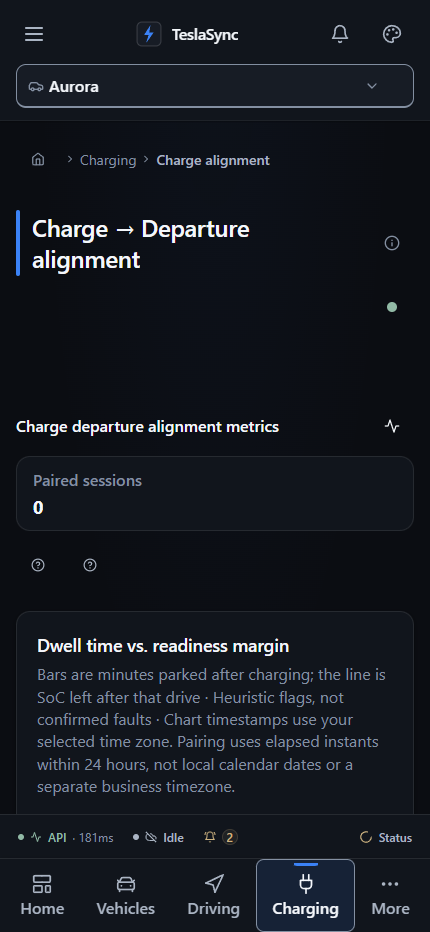 TeslaSync
Aurora
Charging
Charge alignment
Charge → Departure
alignment
Charge departure alignment metrics
Paired sessions
0
Dwell time vs. readiness margin
Bars are minutes parked after charging; the line is
SoC left after that drive · Heuristic flags, not
confirmed faults · Chart timestamps use your
selected time zone. Pairing uses elapsed instants
within 24 hours, not local calendar dates or a
separate business timezone.
API · 181ms
Idle
2
Status
Home
Vehicles
Driving
Charging
More